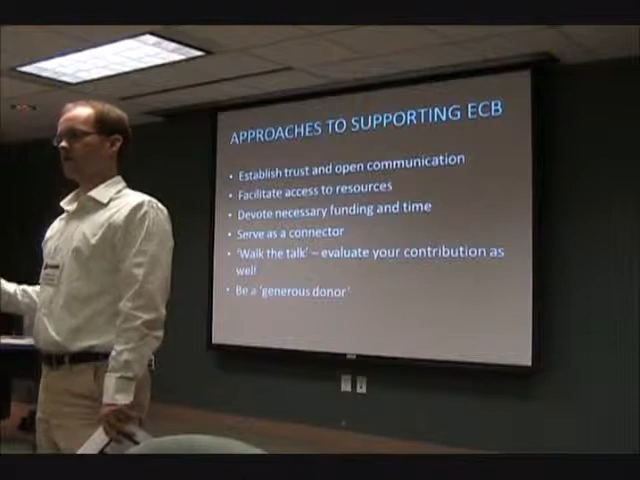 APPROACHES TO SUPPORTING ECB
• Establish trust and open communication
• Facilitate access to resources
• Devote necessary funding and time
• Serve as a connector
• 'Walk the talk' – evaluate your contribution as
well
• Be a 'generous donor'